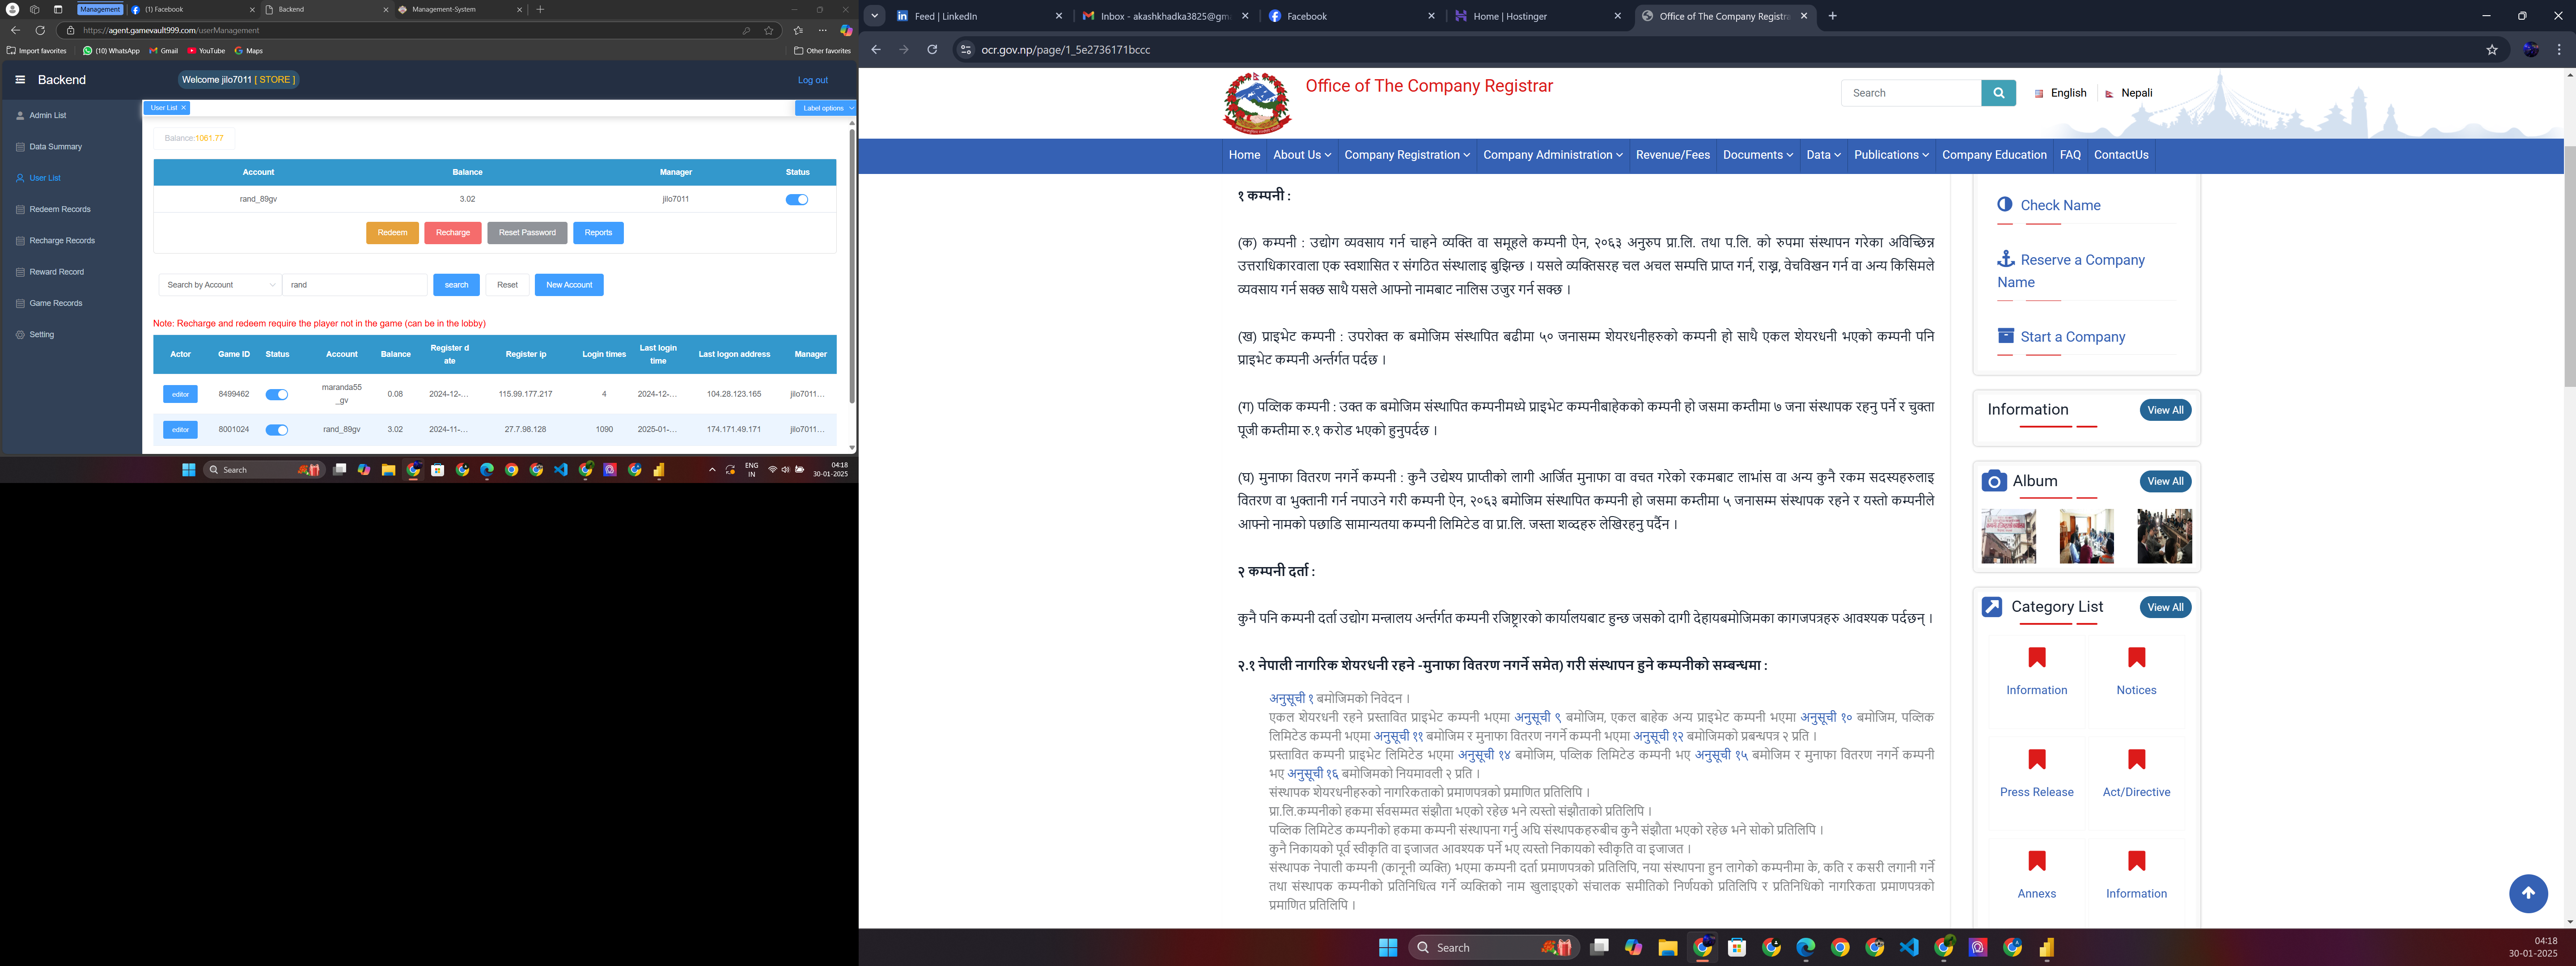 Management
(1) Facebook
Backend
Management-System
https://agent.gamevault999.com/userManagement
Import favorites
(10) WhatsApp
Gmail
YouTube
Maps
Other favorites
Backend
Welcome jilo7011 [ STORE ]
Log out
Admin List
Data Summary
User List
Redeem Records
Recharge Records
Reward Record
Game Records
Setting
User List
Label options
Balance:1061.77
Account Balance Manager Status
rand_89gv 3.02 jilo7011
Redeem Recharge Reset Password Reports
Search by Account rand search Reset New Account
Note: Recharge and redeem require the player not in the game (can be in the lobby)
Actor Game ID Status Account Balance Register d
ate Register ip Login times Last login
time Last logon address Manager
editor 8499462 maranda55
_gv 0.08 2024-12-... 115.99.177.217 4 2024-12-... 104.28.123.165 jilo7011...
editor 8001024 rand_89gv 3.02 2024-11-... 27.7.98.128 1090 2025-01-... 174.171.49.171 jilo7011...
Search
ENG
IN
04:18
30-01-2025
Feed | LinkedIn
Inbox - akashkhadka3825@gm
Facebook
Home | Hostinger
Office of The Company Registra
ocr.gov.np/page/1_5e2736171bccc
Office of The Company Registrar
Search
English
Nepali
Home About Us Company Registration Company Administration Revenue/Fees Documents Data Publications Company Education FAQ ContactUs
१ कम्पनी :
(क) कम्पनी : उद्योग व्यवसाय गर्न चाहने व्यक्ति वा समूहले कम्पनी ऐन, २०६३ अनुरुप प्रा.लि. तथा प.लि. को रुपमा संस्थापन गरेका अविच्छिन्न
उत्तराधिकारवाला एक स्वशासित र संगठित संस्थालाइ बुझिन्छ । यसले व्यक्तिसरह चल अचल सम्पत्ति प्राप्त गर्न, राख्न, वेचविखन गर्न वा अन्य किसिमले
व्यवसाय गर्न सक्छ साथै यसले आफ्नो नामबाट नालिस उजुर गर्न सक्छ ।
(ख) प्राइभेट कम्पनी : उपरोक्त क बमोजिम संस्थापित बढीमा ५० जनासम्म शेयरधनीहरुको कम्पनी हो साथै एकल शेयरधनी भएको कम्पनी पनि
प्राइभेट कम्पनी अर्न्तर्गत पर्दछ ।
(ग) पव्लिक कम्पनी : उक्त क बमोजिम संस्थापित कम्पनीमध्ये प्राइभेट कम्पनीबाहेकको कम्पनी हो जसमा कम्तीमा ७ जना संस्थापक रहनु पर्ने र चुक्ता
पूजी कम्तीमा रु.१ करोड भएको हुनुपर्दछ ।
(घ) मुनाफा वितरण नगर्ने कम्पनी : कुनै उद्येश्य प्राप्तीको लागी आर्जित मुनाफा वा वचत गरेको रकमबाट लाभांस वा अन्य कुनै रकम सदस्यहरुलाइ
वितरण वा भुक्तानी गर्न नपाउने गरी कम्पनी ऐन, २०६३ बमोजिम संस्थापित कम्पनी हो जसमा कम्तीमा ५ जनासम्म संस्थापक रहने र यस्तो कम्पनीले
आफ्नो नामको पछाडि सामान्यतया कम्पनी लिमिटेड वा प्रा.लि. जस्ता शव्दहरु लेखिरहनु पर्दैन ।
२ कम्पनी दर्ता :
कुनै पनि कम्पनी दर्ता उद्योग मन्त्रालय अर्न्तर्गत कम्पनी रजिष्ट्रारको कार्यालयबाट हुन्छ जसको दागी देहायबमोजिमका कागजपत्रहरु आवश्यक पर्दछन् ।
२.१ नेपाली नागरिक शेयरधनी रहने -मुनाफा वितरण नगर्ने समेत) गरी संस्थापन हुने कम्पनीको सम्बन्धमा :
अनुसूची १ बमोजिमको निवेदन ।
एकल शेयरधनी रहने प्रस्तावित प्राइभेट कम्पनी भएमा अनुसूची ९ बमोजिम, एकल बाहेक अन्य प्राइभेट कम्पनी भएमा अनुसूची १० बमोजिम, पव्लिक
लिमिटेड कम्पनी भएमा अनुसूची ११ बमोजिम र मुनाफा वितरण नगर्ने कम्पनी भएमा अनुसूची १२ बमोजिमको प्रबन्धपत्र २ प्रति ।
प्रस्तावित कम्पनी प्राइभेट लिमिटेड भएमा अनुसूची १४ बमोजिम, पव्लिक लिमिटेड कम्पनी भए अनुसूची १५ बमोजिम र मुनाफा वितरण नगर्ने कम्पनी
भए अनुसूची १६ बमोजिमको नियमावली २ प्रति ।
संस्थापक शेयरधनीहरुको नागरिकताको प्रमाणपत्रको प्रमाणित प्रतिलिपि ।
प्रा.लि.कम्पनीको हकमा र्सवसम्मत संझौता भएको रहेछ भने त्यस्तो संझौताको प्रतिलिपि ।
पव्लिक लिमिटेड कम्पनीको हकमा कम्पनी संस्थापना गर्नु अघि संस्थापकहरुबीच कुनै संझौता भएको रहेछ भने सोको प्रतिलिपि ।
कुनै निकायको पूर्व स्वीकृति वा इजाजत आवश्यक पर्ने भए त्यस्तो निकायको स्वीकृति वा इजाजत ।
संस्थापक नेपाली कम्पनी (कानूनी व्यक्ति) भएमा कम्पनी दर्ता प्रमाणपत्रको प्रतिलिपि, नया संस्थापना हुन लागेको कम्पनीमा के, कति र कसरी लगानी गर्ने
तथा संस्थापक कम्पनीको प्रतिनिधित्व गर्ने व्यक्तिको नाम खुलाइएको संचालक समीतिको निर्णयको प्रतिलिपि र प्रतिनिधिको नागरिकता प्रमाणपत्रको
प्रमाणित प्रतिलिपि ।
Check Name
Reserve a Company
Name
Start a Company
Information View All
Album View All
Category List View All
Information Notices
Press Release Act/Directive
Annexs Information
Search
04:18
30-01-2025